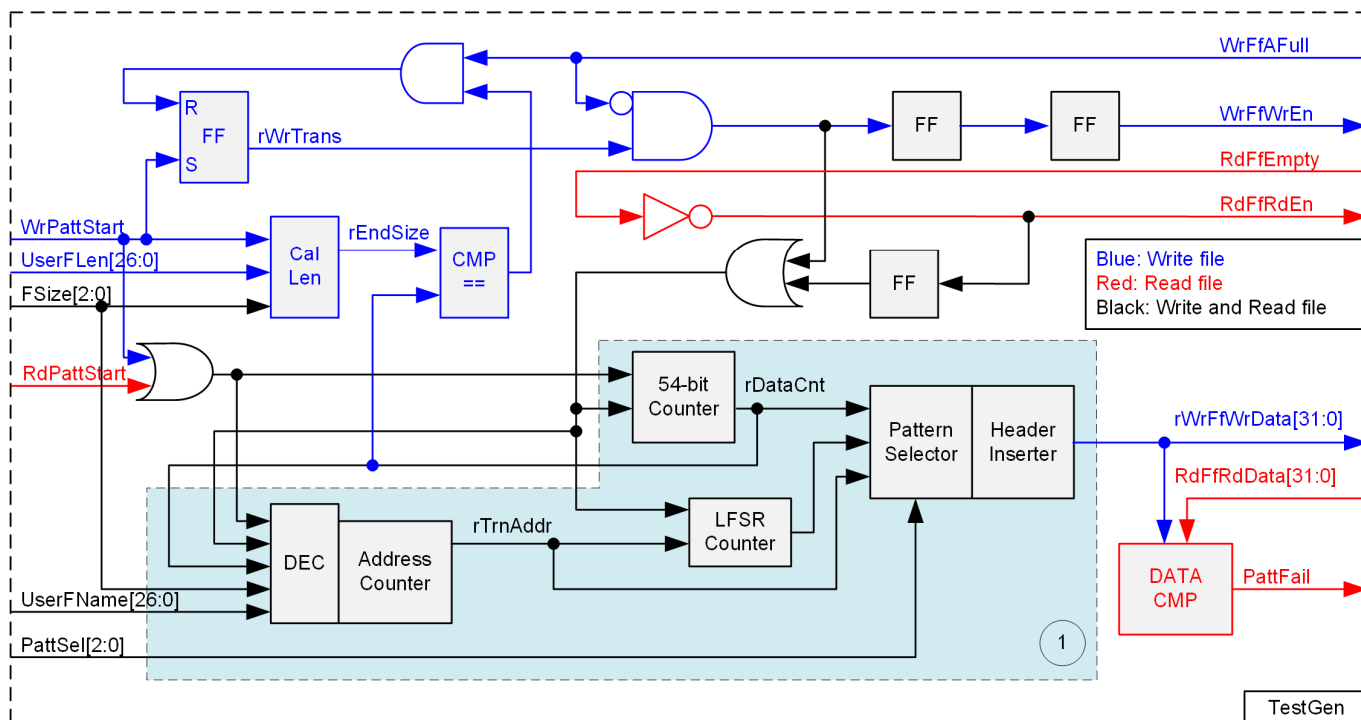 WrFfAFull
R
FF
S
rWrTrans
FF
FF
WrFfWrEn
RdFfEmpty
RdFfRdEn
WrPattStart
UserFLen[26:0]
FSize[2:0]
Cal
Len
rEndSize
CMP
==
FF
Blue: Write file
Red: Read file
Black: Write and Read file
RdPattStart
54-bit
Counter
rDataCnt
Pattern
Selector
Header
Inserter
rWrFfWrData[31:0]
RdFfRdData[31:0]
DEC
Address
Counter
rTrnAddr
LFSR
Counter
DATA
CMP
PattFail
UserFName[26:0]
PattSel[2:0]
1
TestGen